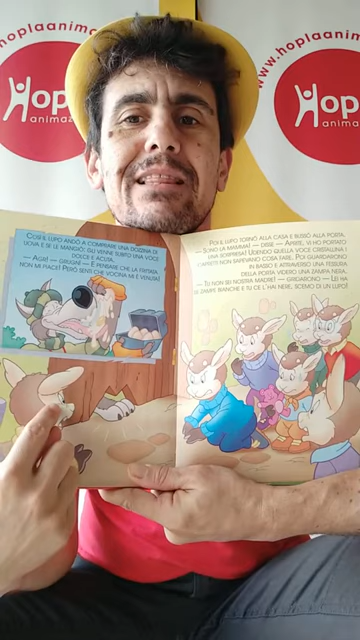 www.hoplaanima
Hop
animaz
www.hoplaanim
Hopl
animaz
Così il lupo andò a comprare una dozzina di
uova e se le mangiò: gli venne subito una voce
dolce e acuta.
— Agh! — grugnì — E pensare che la frittata
non mi piace! Però senti che vocina mi è venuta!
Poi il lupo tornò alla casa e bussò alla porta.
— Sono la mamma! — disse — Aprite, vi ho portato
una sorpresa! Udendo quella voce cristallina i
capretti non sapevano cosa fare. Poi guardarono
in basso e attraverso una fessura
della porta videro una zampa nera.
— Tu non sei nostra madre! — gridarono — Lei ha
le zampe bianche e tu ce l'hai nere, scemo di un lupo!